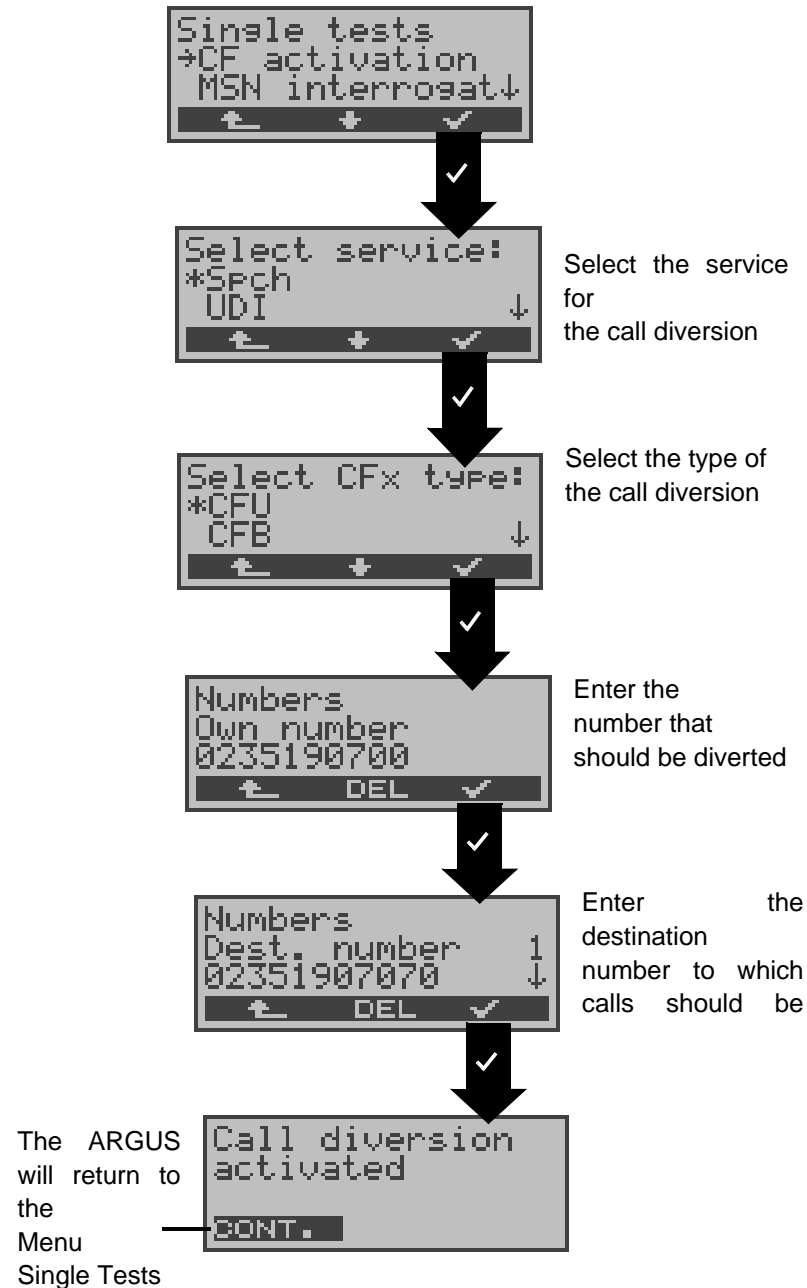 Single tests
→CF activation
MSN interrogat↓
Select service:
*Spch
UDI ↓
Select the service
for
the call diversion
Select CFx type:
*CFU
CFB ↓
Select the type of
the call diversion
Numbers
Own number
0235190700
DEL
Enter the
number that
should be diverted
Numbers
Dest. number 1
02351907070 ↓
DEL
Enter the
destination
number to which
calls should be
Call diversion
activated
CONT.
The ARGUS
will return to
the
Menu
Single Tests